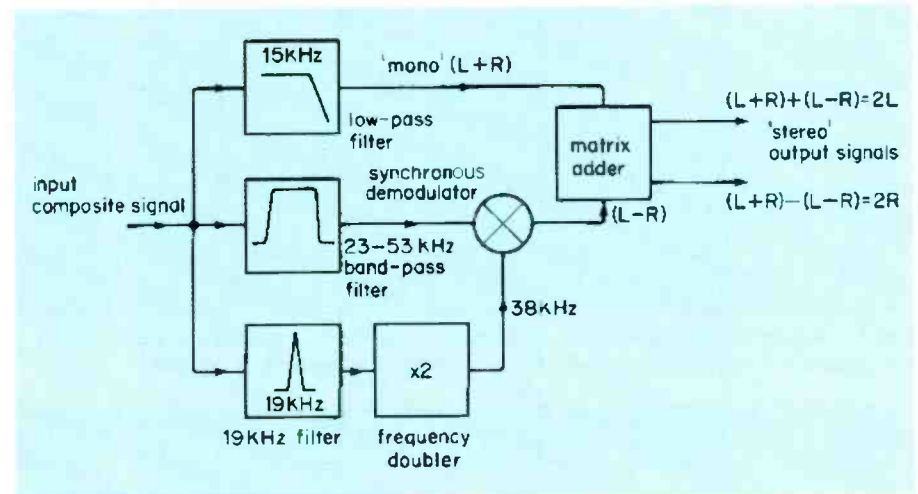 15KHz
'mono' (L+R)
low-pass
filter
(L+R)+(L−R)=2L
'stereo'
output signals
matrix
adder
(L+R)−(L−R)=2R
input
composite signal
synchronous
demodulator
(L−R)
23−53 KHz
band-pass
filter
38KHz
19KHz
x2
19KHz filter
frequency
doubler